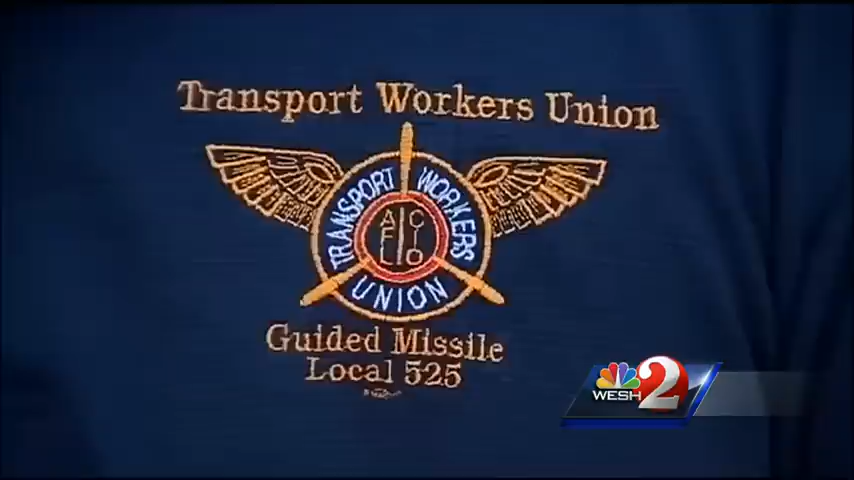 Transport Workers Union
TRANSPORT WORKERS
UNION
AFL CIO
Guided Missile
Local 525
WESH 2